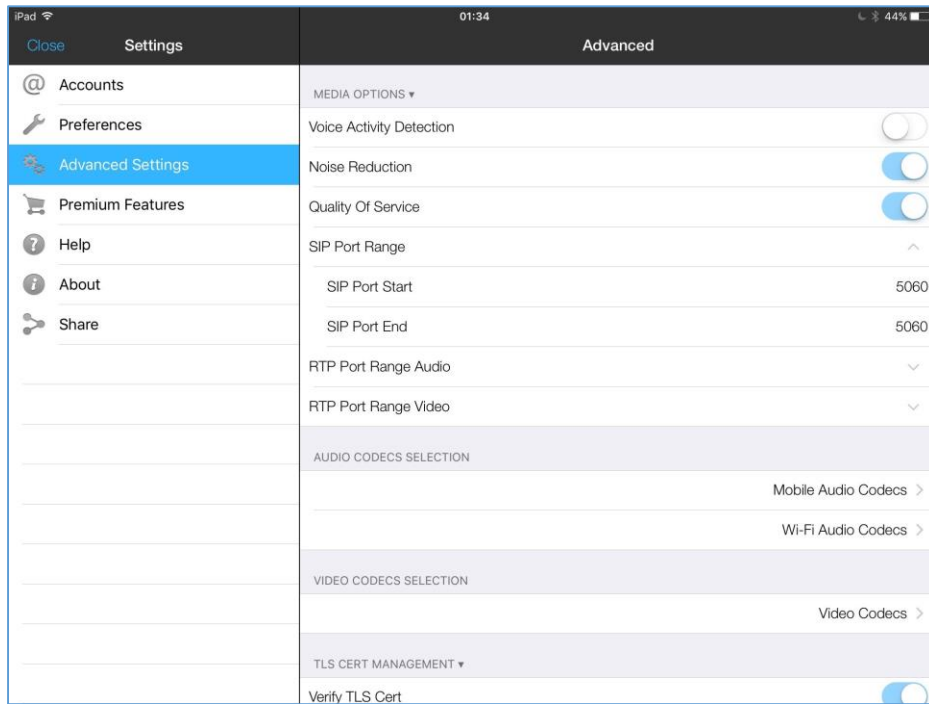 iPad 01:34 44%
Close Settings Advanced
Accounts
Preferences
Advanced Settings
Premium Features
Help
About
Share
MEDIA OPTIONS ▾
Voice Activity Detection
Noise Reduction
Quality Of Service
SIP Port Range
SIP Port Start 5060
SIP Port End 5060
RTP Port Range Audio
RTP Port Range Video
AUDIO CODECS SELECTION
Mobile Audio Codecs
Wi-Fi Audio Codecs
VIDEO CODECS SELECTION
Video Codecs
TLS CERT MANAGEMENT ▾
Verify TLS Cert